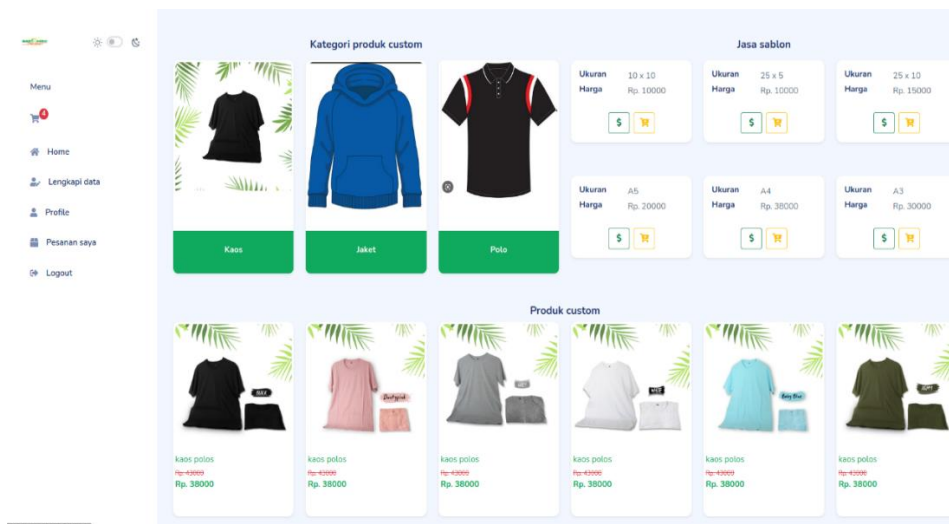 Menu
4
Home
Lengkapi data
Profile
Pesanan saya
Logout
Kategori produk custom
Kaos
Jaket
Polo
Jasa sablon
Ukuran 10 x 10
Harga Rp. 10000
$
Ukuran 25 x 5
Harga Rp. 10000
$
Ukuran 25 x 10
Harga Rp. 15000
$
Ukuran A5
Harga Rp. 20000
$
Ukuran A4
Harga Rp. 38000
$
Ukuran A3
Harga Rp. 30000
$
Produk custom
kaos polos
Rp. 43000
Rp. 38000
kaos polos
Rp. 43000
Rp. 38000
kaos polos
Rp. 43000
Rp. 38000
kaos polos
Rp. 43000
Rp. 38000
Baby Blue
kaos polos
Rp. 43000
Rp. 38000
kaos polos
Rp. 43000
Rp. 38000